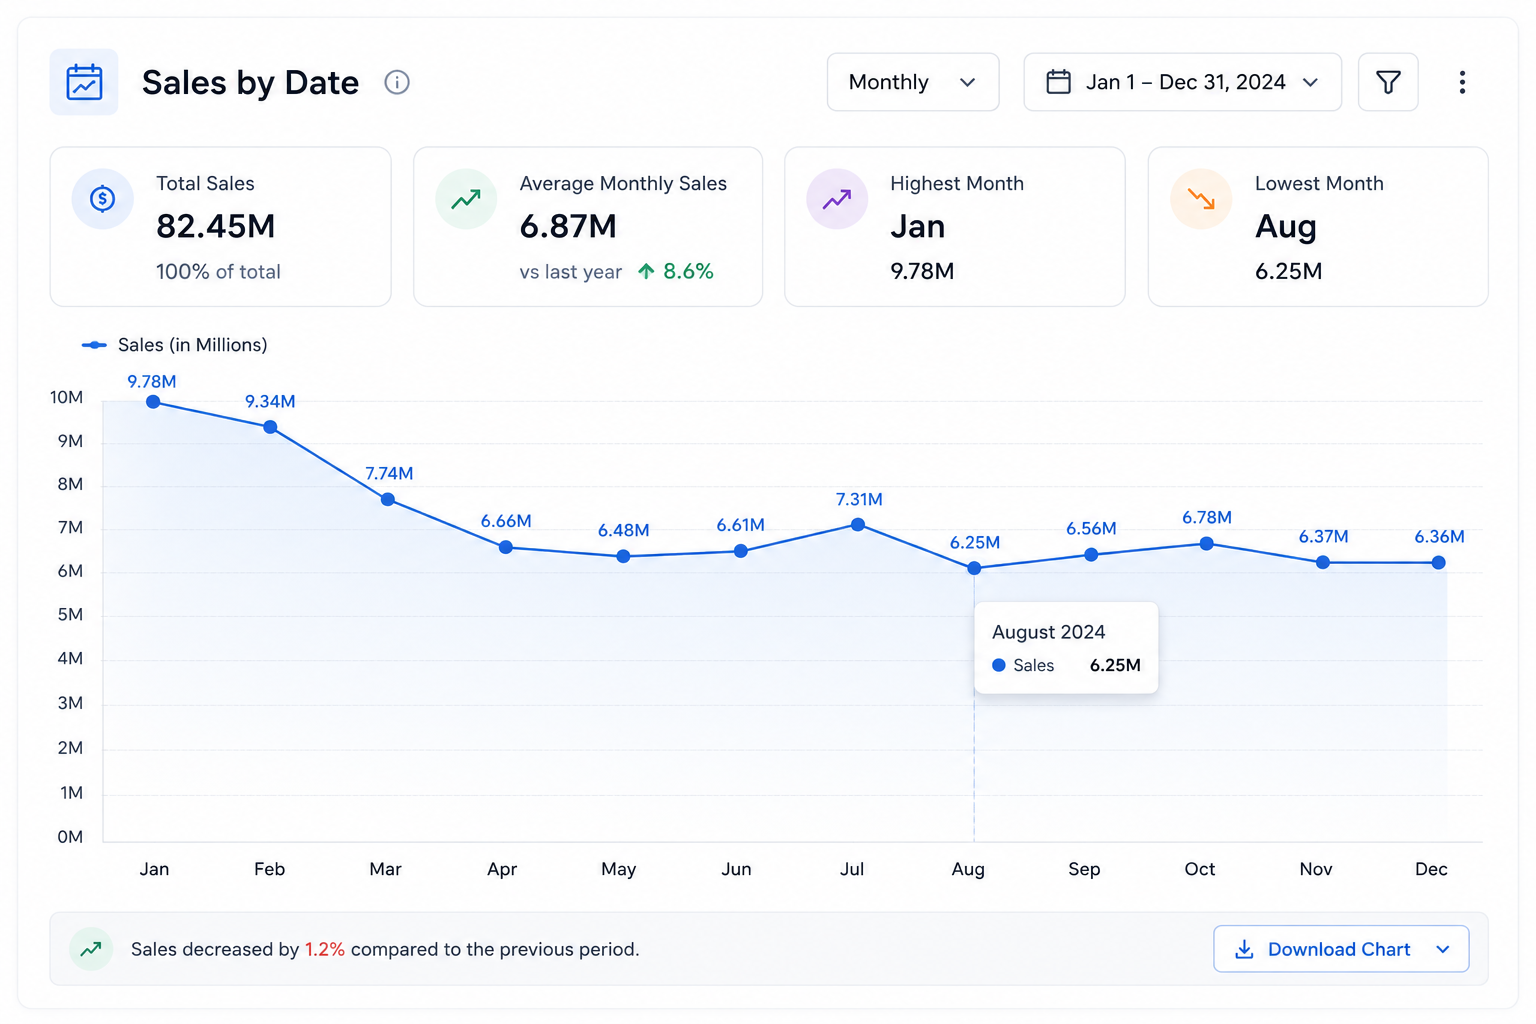 Sales by Date
Monthly
Jan 1 – Dec 31, 2024
Total Sales
82.45M
100% of total
Average Monthly Sales
6.87M
vs last year 8.6%
Highest Month
Jan
9.78M
Lowest Month
Aug
6.25M
Sales (in Millions)
10M
9M
8M
7M
6M
5M
4M
3M
2M
1M
0M
9.78M
9.34M
7.74M
6.66M
6.48M
6.61M
7.31M
6.25M
6.56M
6.78M
6.37M
6.36M
August 2024
Sales 6.25M
Jan Feb Mar Apr May Jun Jul Aug Sep Oct Nov Dec
Sales decreased by 1.2% compared to the previous period.
Download Chart